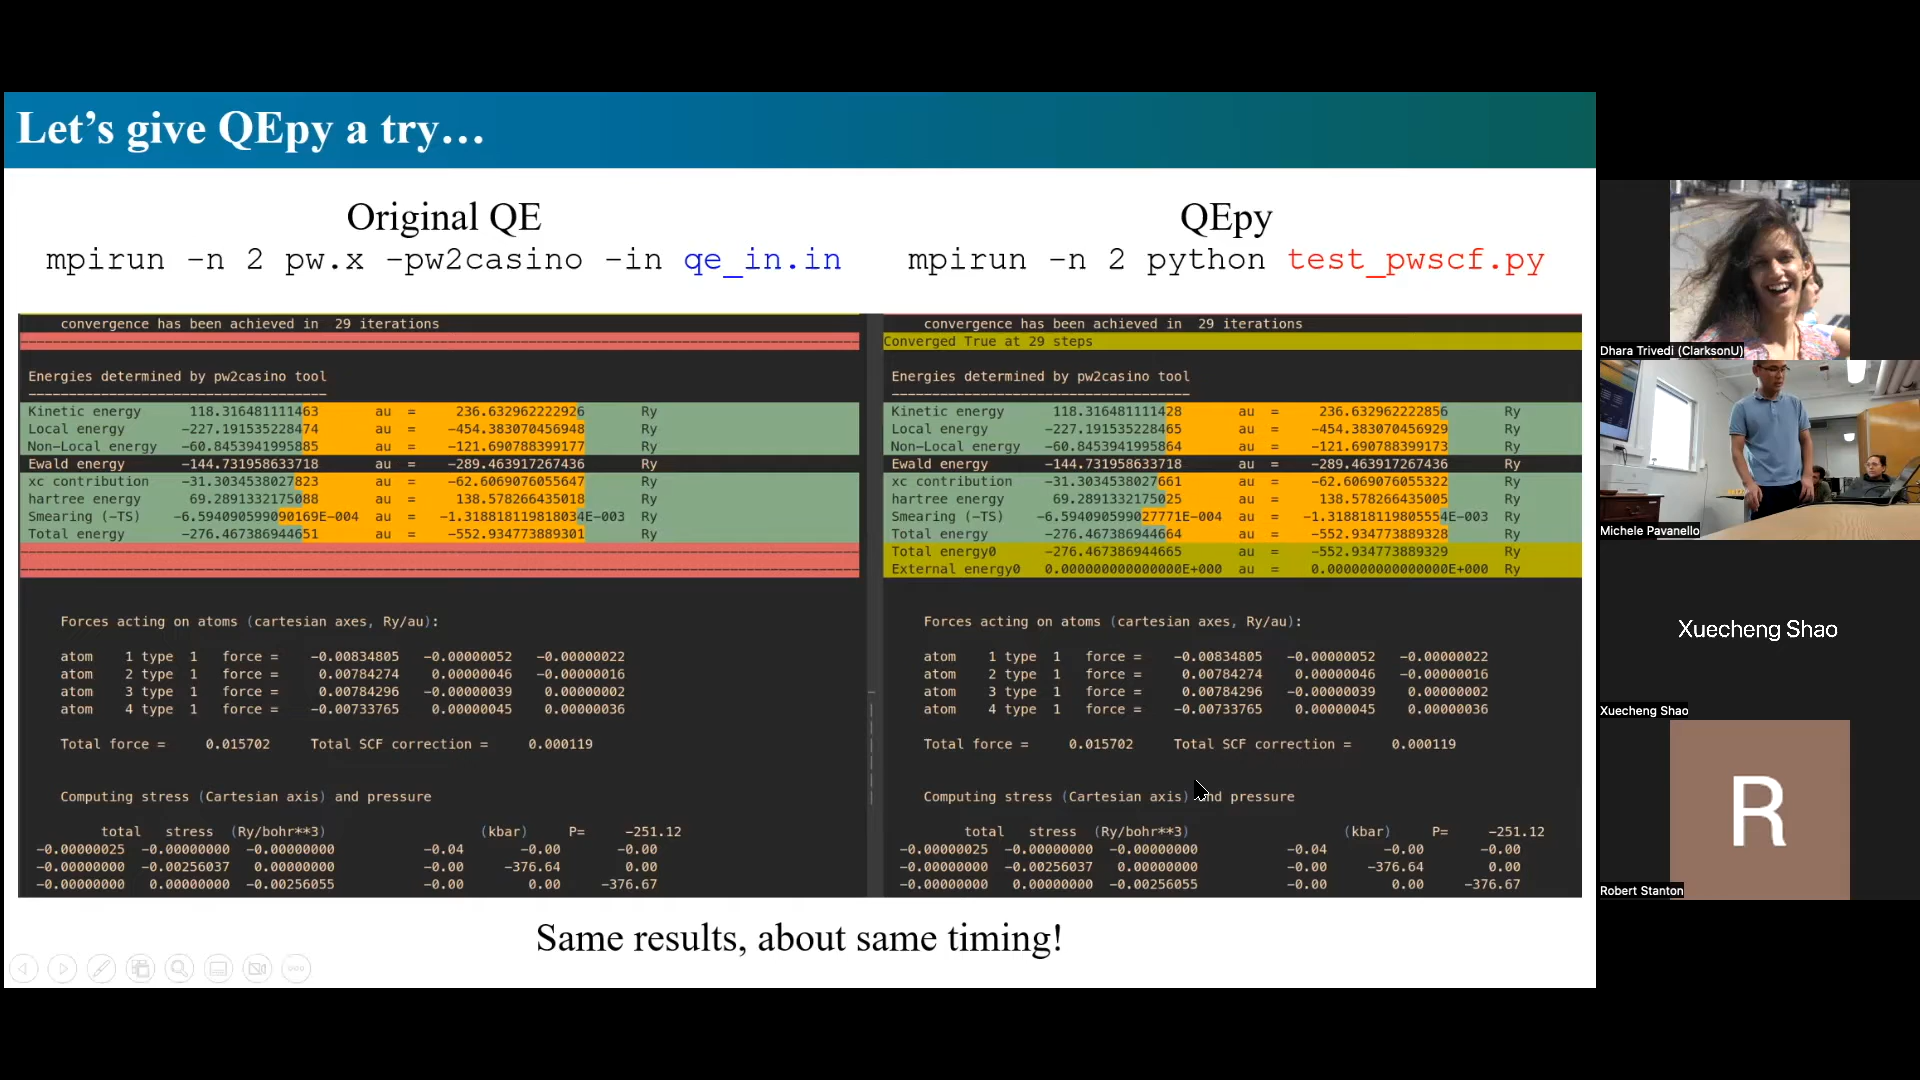 Let's give QEpy a try...
Original QE
mpirun -n 2 pw.x -pw2casino -in qe_in.in
convergence has been achieved in 29 iterations
Energies determined by pw2casino tool
------------------------------------
Kinetic energy 118.316481111463 au = 236.632962222926 Ry
Local energy -227.191535228474 au = -454.383070456948 Ry
Non-Local energy -60.8453941995885 au = -121.690788399177 Ry
Ewald energy -144.731958633718 au = -289.463917267436 Ry
xc contribution -31.3034538027823 au = -62.6069076055647 Ry
hartree energy 69.2891332175088 au = 138.578266435018 Ry
Smearing (-TS) -6.594090599090169E-004 au = -1.318818119818034E-003 Ry
Total energy -276.467386944651 au = -552.934773889301 Ry
Forces acting on atoms (cartesian axes, Ry/au):
atom 1 type 1 force = -0.00834805 -0.00000052 -0.00000022
atom 2 type 1 force = 0.00784274 0.00000046 -0.00000016
atom 3 type 1 force = 0.00784296 -0.00000039 0.00000002
atom 4 type 1 force = -0.00733765 0.00000045 0.00000036
Total force = 0.015702 Total SCF correction = 0.000119
Computing stress (Cartesian axis) and pressure
total stress (Ry/bohr**3) (kbar) P= -251.12
-0.00000025 -0.00000000 -0.00000000 -0.04 -0.00 -0.00
-0.00000000 -0.00256037 0.00000000 -0.00 -376.64 0.00
-0.00000000 0.00000000 -0.00256055 -0.00 0.00 -376.67
QEpy
mpirun -n 2 python test_pwscf.py
convergence has been achieved in 29 iterations
Converged True at 29 steps
Energies determined by pw2casino tool
------------------------------------
Kinetic energy 118.316481111428 au = 236.632962222856 Ry
Local energy -227.191535228465 au = -454.383070456929 Ry
Non-Local energy -60.8453941995864 au = -121.690788399173 Ry
Ewald energy -144.731958633718 au = -289.463917267436 Ry
xc contribution -31.3034538027661 au = -62.6069076055322 Ry
hartree energy 69.2891332175025 au = 138.578266435005 Ry
Smearing (-TS) -6.594090599027771E-004 au = -1.318818119805554E-003 Ry
Total energy -276.467386944664 au = -552.934773889328 Ry
Total energy0 -276.467386944665 au = -552.934773889329 Ry
External energy0 0.000000000000000E+000 au = 0.000000000000000E+000 Ry
Forces acting on atoms (cartesian axes, Ry/au):
atom 1 type 1 force = -0.00834805 -0.00000052 -0.00000022
atom 2 type 1 force = 0.00784274 0.00000046 -0.00000016
atom 3 type 1 force = 0.00784296 -0.00000039 0.00000002
atom 4 type 1 force = -0.00733765 0.00000045 0.00000036
Total force = 0.015702 Total SCF correction = 0.000119
Computing stress (Cartesian axis) and pressure
total stress (Ry/bohr**3) (kbar) P= -251.12
-0.00000025 -0.00000000 -0.00000000 -0.04 -0.00 -0.00
-0.00000000 -0.00256037 0.00000000 -0.00 -376.64 0.00
-0.00000000 0.00000000 -0.00256055 -0.00 0.00 -376.67
Same results, about same timing!
Dhara Trivedi (ClarksonU)
Michele Pavanello
Xuecheng Shao
Xuecheng Shao
R
Robert Stanton